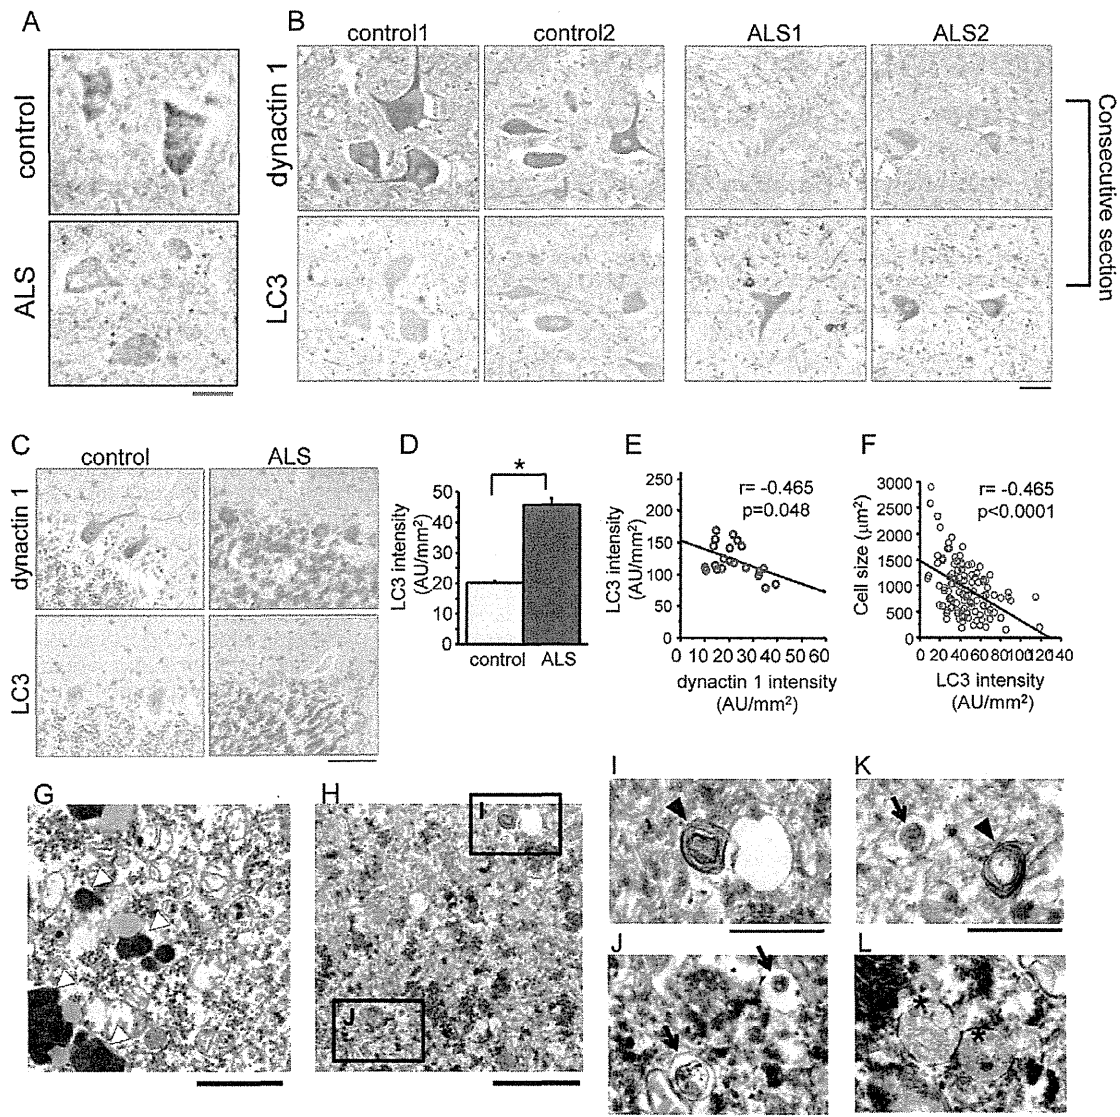 A
control
ALS
B
control1
control2
ALS1
ALS2
dynactin 1
LC3
Consecutive section
C
control
ALS
dynactin 1
LC3
D
*
LC3 intensity
(AU/mm²)
50
40
30
20
10
0
control
ALS
E
r= -0.465
p=0.048
LC3 intensity
(AU/mm²)
250
200
150
100
50
0
0 10 20 30 40 50 60
dynactin 1 intensity
(AU/mm²)
F
r= -0.465
p<0.0001
Cell size (µm²)
3000
2500
2000
1500
1000
500
0
0 20 40 60 80 100 120 140
LC3 intensity
(AU/mm²)
G
H
I
J
I
K
J
L
*
*